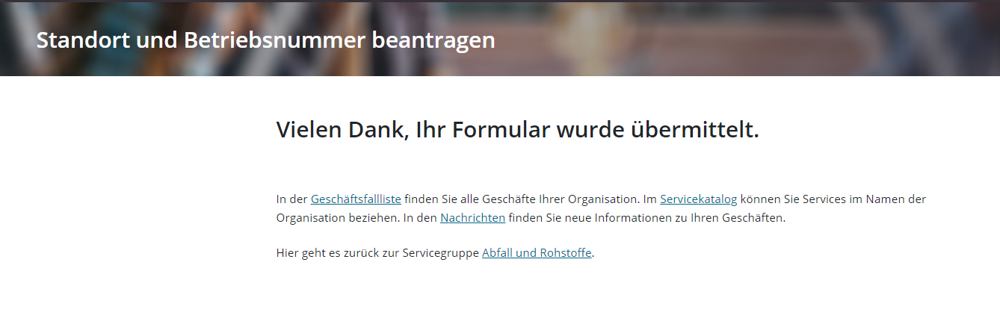 Standort und Betriebsnummer beantragen
Vielen Dank, Ihr Formular wurde übermittelt.
In der Geschäftsfallliste finden Sie alle Geschäfte Ihrer Organisation. Im Servicekatalog können Sie Services im Namen der
Organisation beziehen. In den Nachrichten finden Sie neue Informationen zu Ihren Geschäften.
Hier geht es zurück zur Servicegruppe Abfall und Rohstoffe.